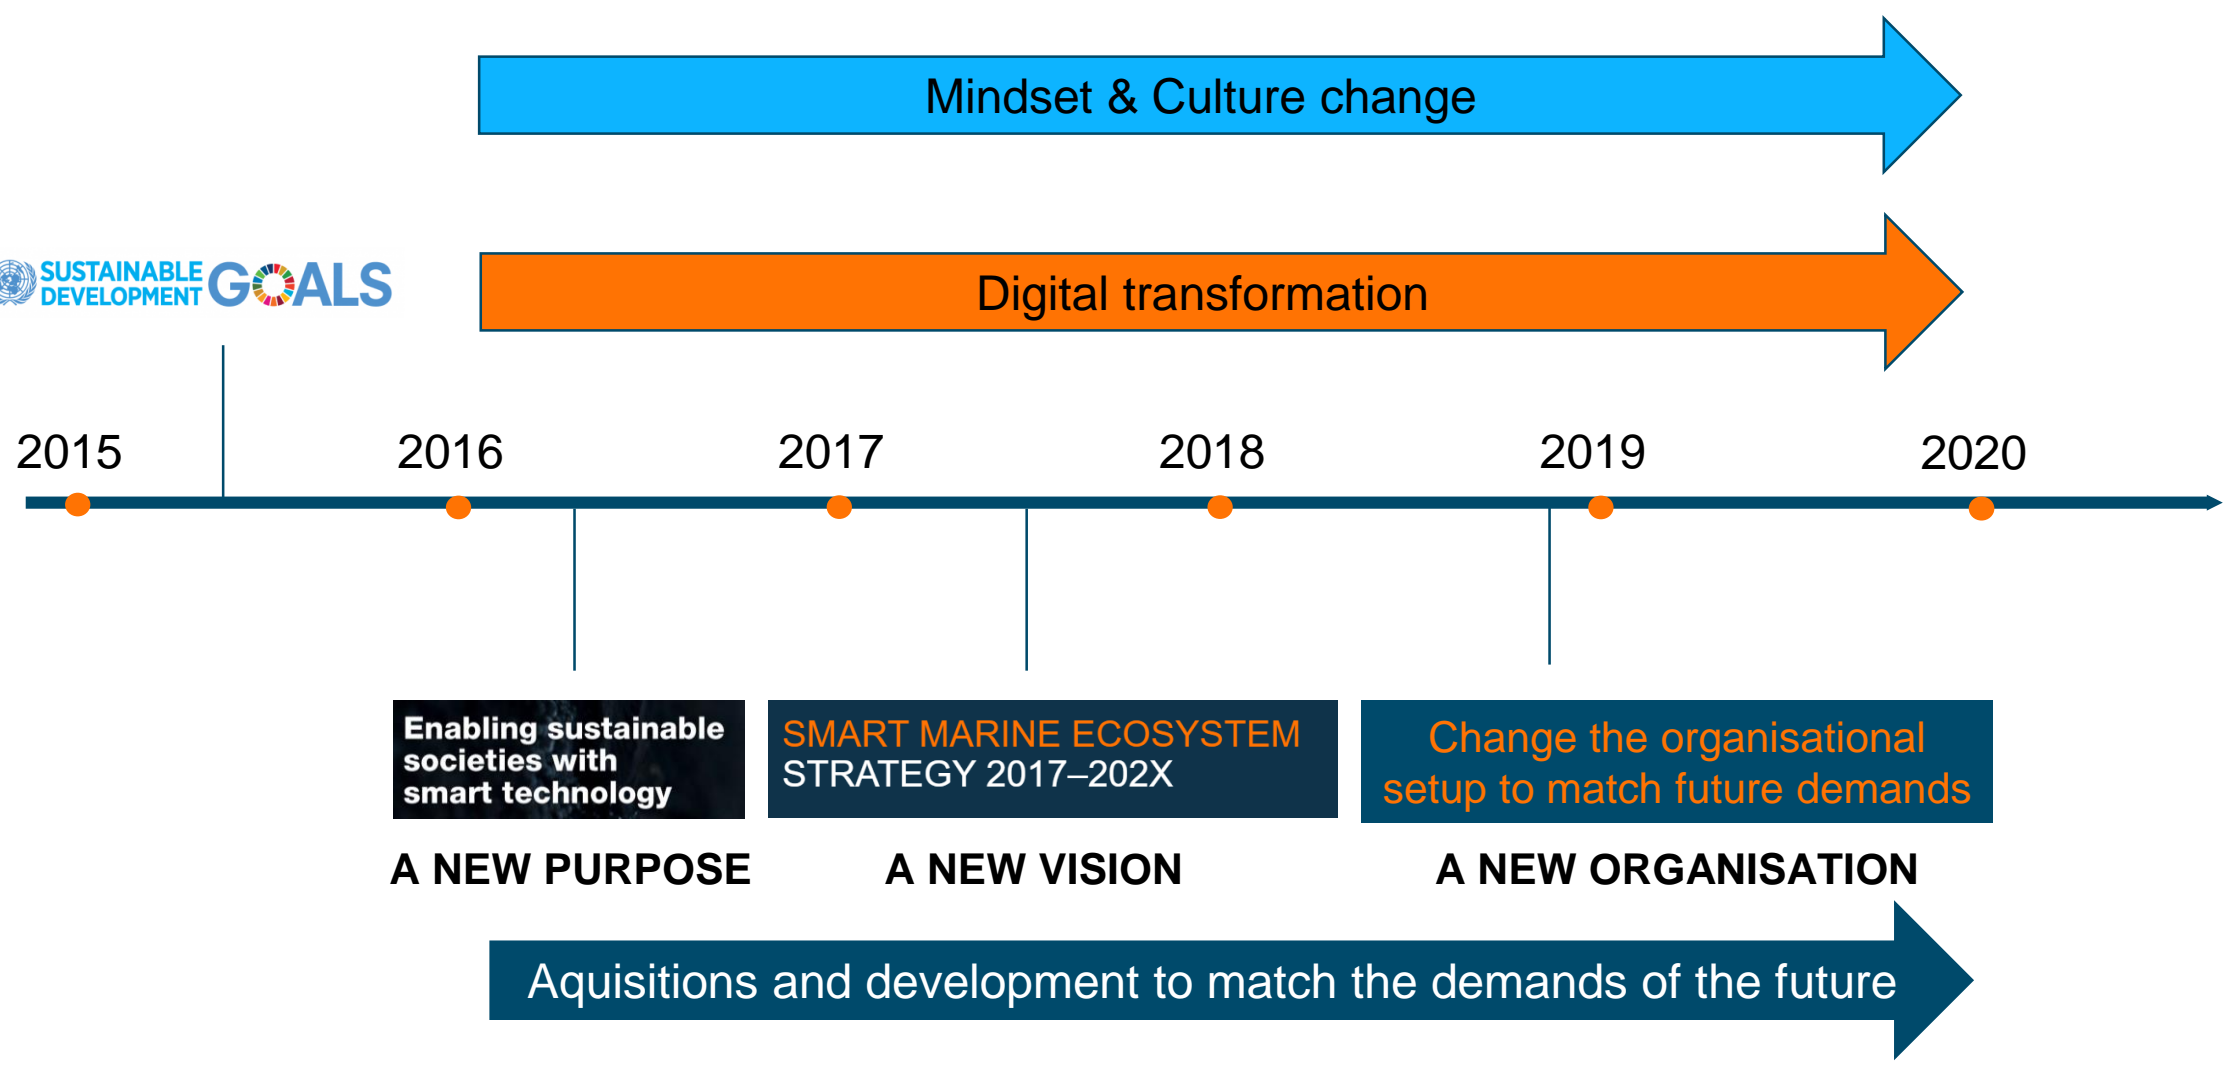 Mindset & Culture change
SUSTAINABLE
DEVELOPMENT
GOALS
Digital transformation
2015 2016 2017 2018 2019 2020
Enabling sustainable
societies with
smart technology
SMART MARINE ECOSYSTEM
STRATEGY 2017–202X
Change the organisational
setup to match future demands
A NEW PURPOSE
A NEW VISION
A NEW ORGANISATION
Aquisitions and development to match the demands of the future